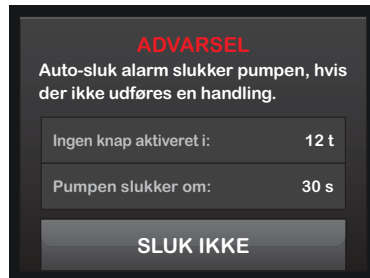 ADVARSEL
Auto-sluk alarm slukker pumpen, hvis
der ikke udføres en handling.
Ingen knap aktiveret i: 12 t
Pumpen slukker om: 30 s
SLUK IKKE